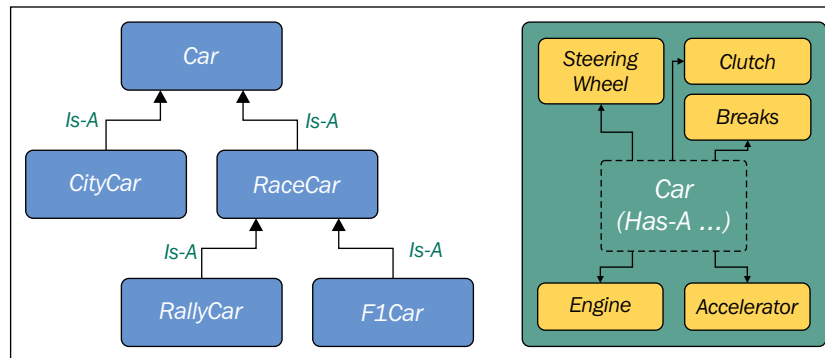 Car
Is-A
Is-A
CityCar
RaceCar
Is-A
Is-A
RallyCar
F1Car
Steering
Wheel
Clutch
Breaks
Car
(Has-A ...)
Engine
Accelerator